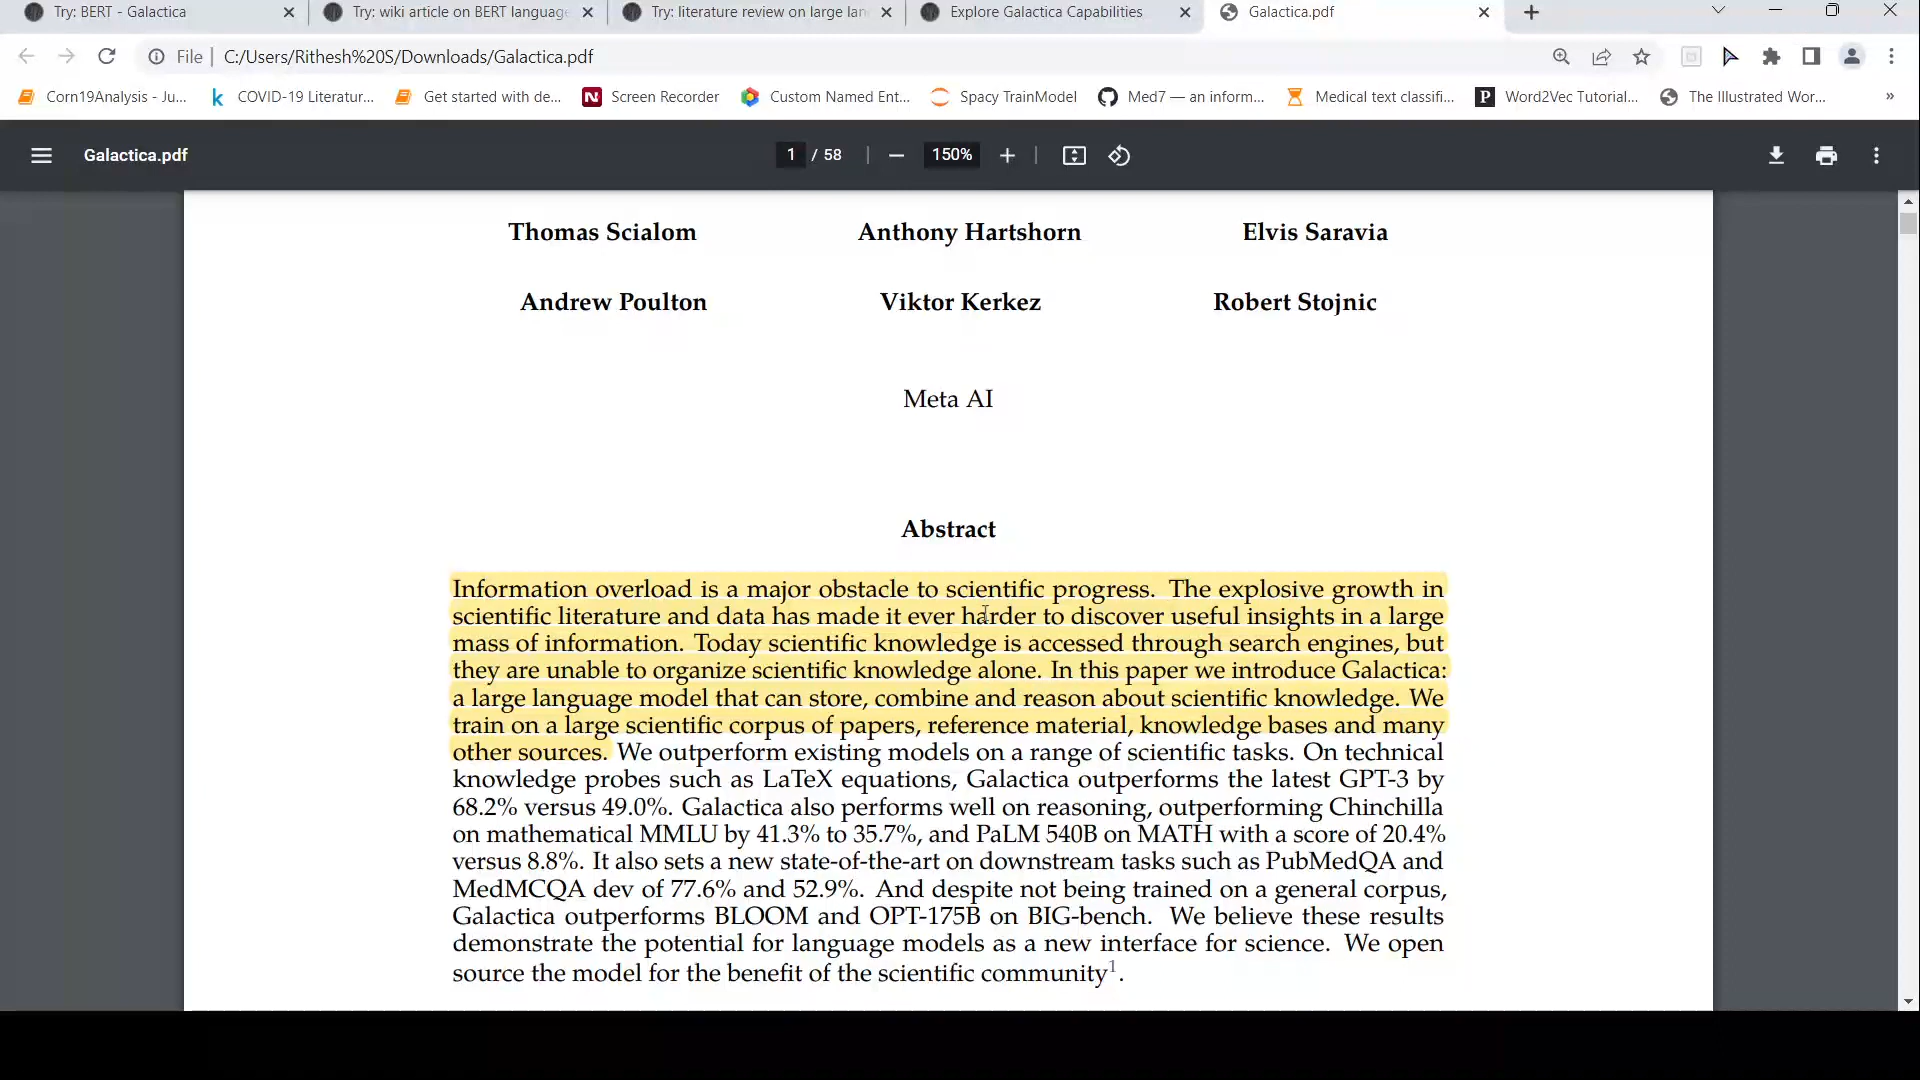 Try: BERT - Galactica
Try: wiki article on BERT language
Try: literature review on large lan
Explore Galactica Capabilities
Galactica.pdf
File
C:/Users/Rithesh%20S/Downloads/Galactica.pdf
Corn19Analysis - Ju...
COVID-19 Literatur...
Get started with de...
Screen Recorder
Custom Named Ent...
Spacy TrainModel
Med7 — an inform...
Medical text classifi...
Word2Vec Tutorial...
The Illustrated Wor...
»
Galactica.pdf
1 / 58
150%
Thomas Scialom
Anthony Hartshorn
Elvis Saravia
Andrew Poulton
Viktor Kerkez
Robert Stojnic
Meta AI
Abstract
Information overload is a major obstacle to scientific progress. The explosive growth in
scientific literature and data has made it ever harder to discover useful insights in a large
mass of information. Today scientific knowledge is accessed through search engines, but
they are unable to organize scientific knowledge alone. In this paper we introduce Galactica:
a large language model that can store, combine and reason about scientific knowledge. We
train on a large scientific corpus of papers, reference material, knowledge bases and many
other sources. We outperform existing models on a range of scientific tasks. On technical
knowledge probes such as LaTeX equations, Galactica outperforms the latest GPT-3 by
68.2% versus 49.0%. Galactica also performs well on reasoning, outperforming Chinchilla
on mathematical MMLU by 41.3% to 35.7%, and PaLM 540B on MATH with a score of 20.4%
versus 8.8%. It also sets a new state-of-the-art on downstream tasks such as PubMedQA and
MedMCQA dev of 77.6% and 52.9%. And despite not being trained on a general corpus,
Galactica outperforms BLOOM and OPT-175B on BIG-bench. We believe these results
demonstrate the potential for language models as a new interface for science. We open
source the model for the benefit of the scientific community1.